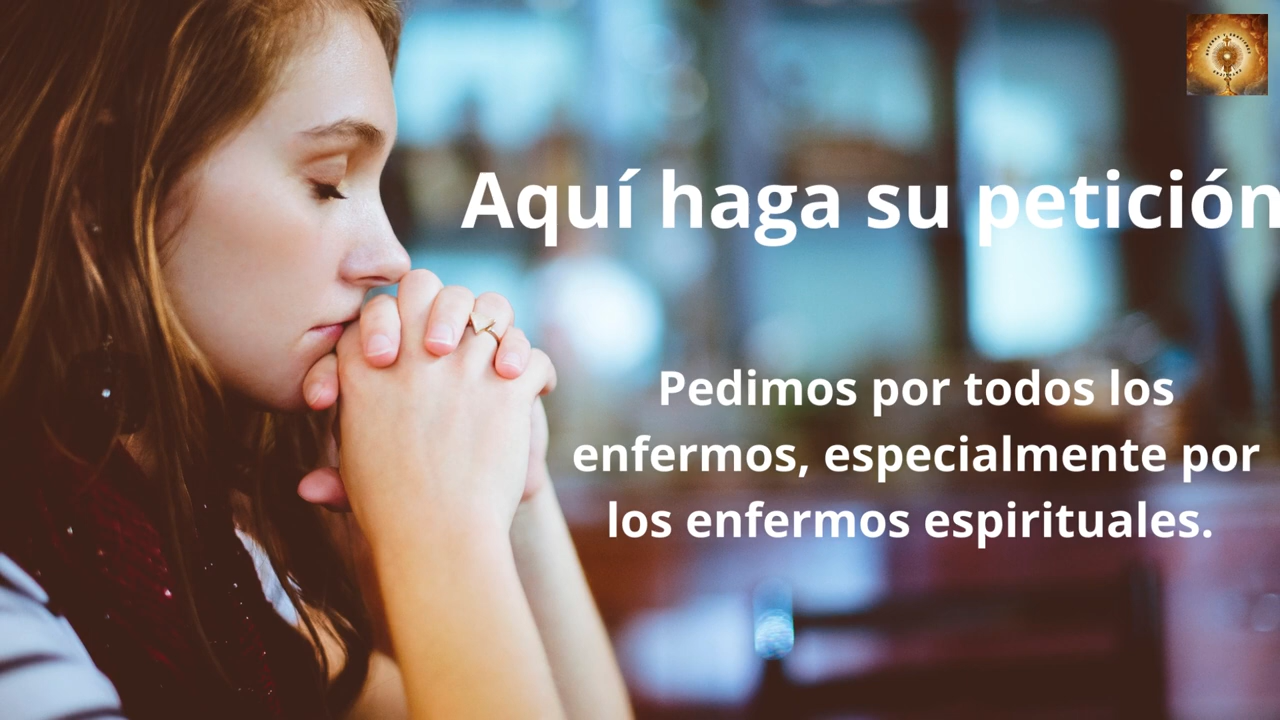 Aquí haga su petición
Pedimos por todos los
enfermos, especialmente por
los enfermos espirituales.